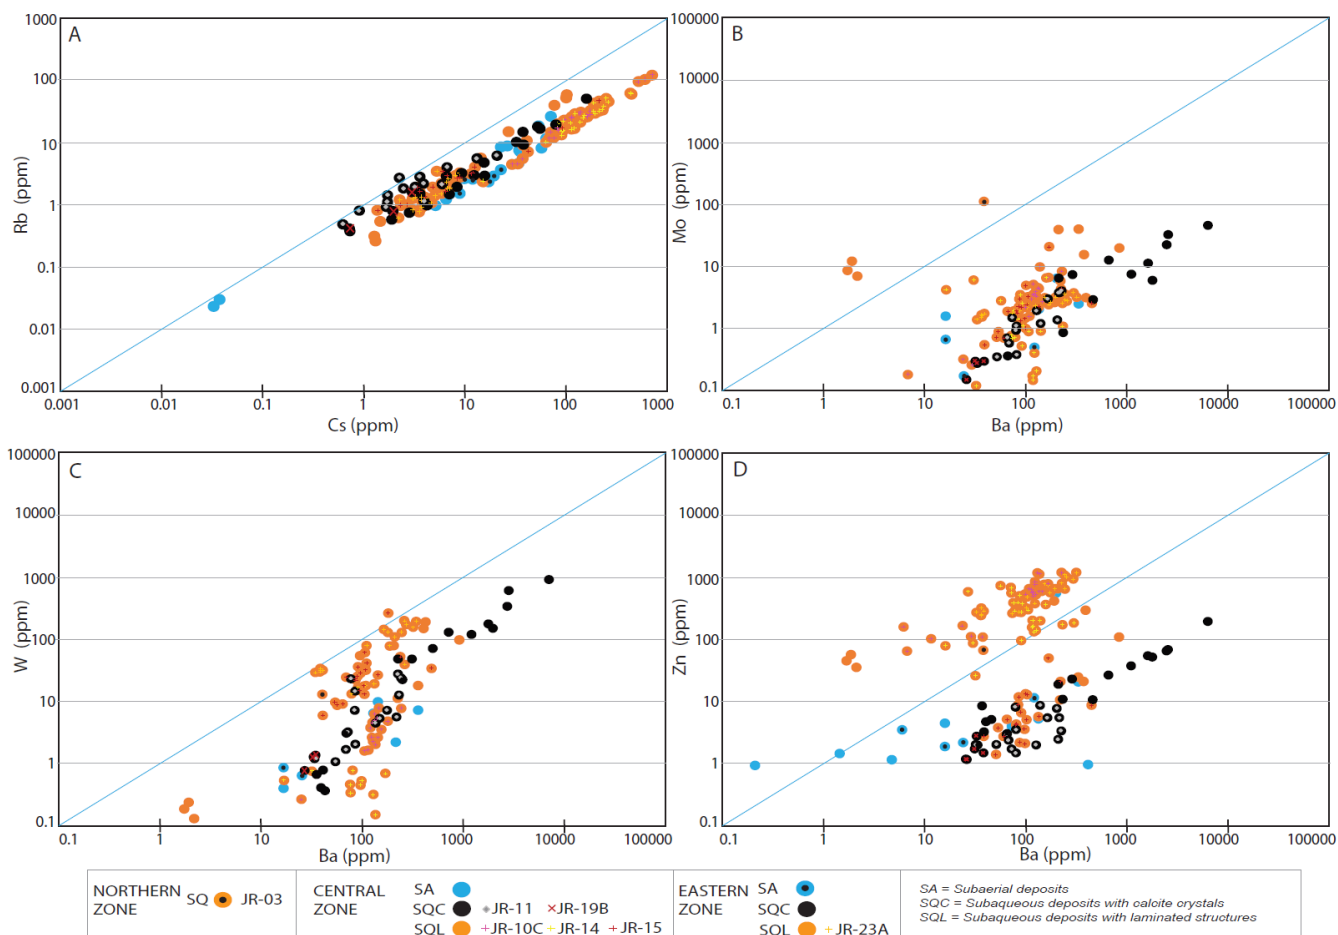 A
1000
100
10
1
0.1
0.01
0.001
Rb (ppm)
0.001
0.01
0.1
1
10
100
1000
Cs (ppm)
B
100000
10000
1000
100
10
1
0.1
Mo (ppm)
0.1
1
10
100
1000
10000
100000
Ba (ppm)
C
100000
10000
1000
100
10
1
0.1
W (ppm)
0.1
1
10
100
1000
10000
100000
Ba (ppm)
D
100000
10000
1000
100
10
1
0.1
Zn (ppm)
0.1
1
10
100
1000
10000
100000
Ba (ppm)
NORTHERN
ZONE
SQ JR-03
CENTRAL
ZONE
SA
SQC JR-11 JR-19B
SQL JR-10C JR-14 JR-15
EASTERN
ZONE
SA
SQC
SQL JR-23A
SA = Subaerial deposits
SQC = Subaqueous deposits with calcite crystals
SQL = Subaqueous deposits with laminated structures